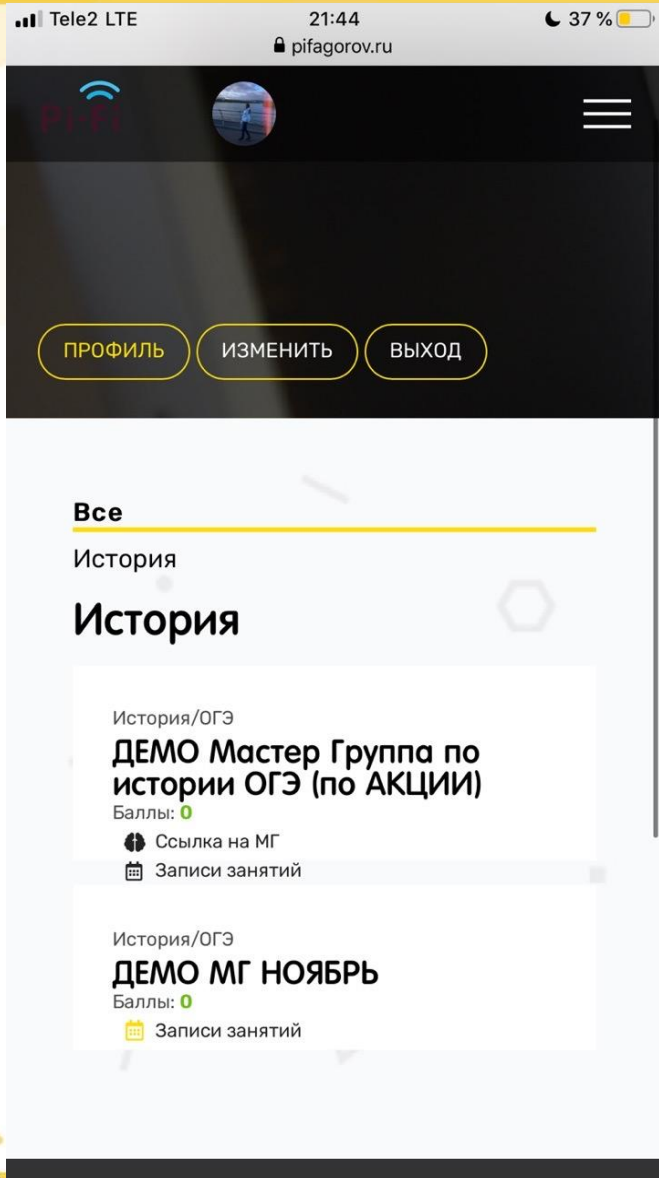 Tele2 LTE 21:44 37 %
pifagorov.ru
Pi-Fi
ПРОФИЛЬ ИЗМЕНИТЬ ВЫХОД
Все
История
История
История/ОГЭ
ДЕМО Мастер Группа по
истории ОГЭ (по АКЦИИ)
Баллы: 0
Ссылка на МГ
Записи занятий
История/ОГЭ
ДЕМО МГ НОЯБРЬ
Баллы: 0
Записи занятий